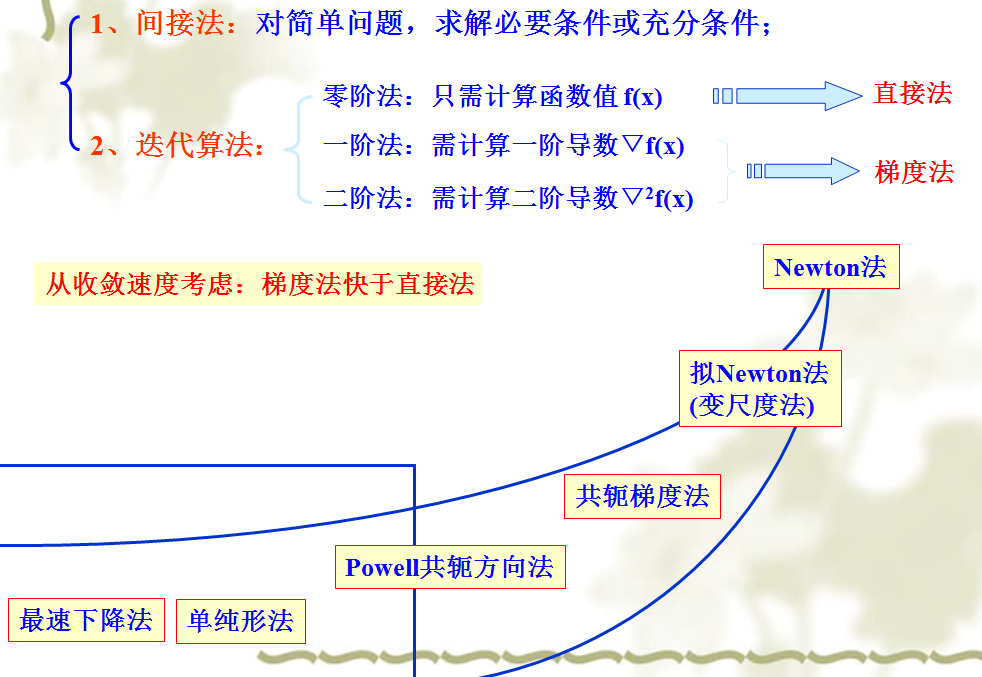 1、间接法：对简单问题，求解必要条件或充分条件；
零阶法：只需计算函数值 f(x)
直接法
2、迭代算法：
一阶法：需计算一阶导数▽f(x)
二阶法：需计算二阶导数▽²f(x)
梯度法
从收敛速度考虑：梯度法快于直接法
Newton法
拟Newton法
(变尺度法)
共轭梯度法
Powell共轭方向法
最速下降法
单纯形法